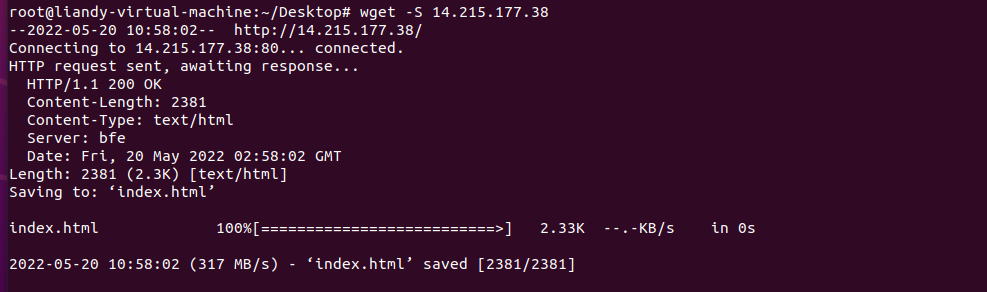 root@liandy-virtual-machine:~/Desktop# wget -S 14.215.177.38
--2022-05-20 10:58:02--  http://14.215.177.38/
Connecting to 14.215.177.38:80... connected.
HTTP request sent, awaiting response...
  HTTP/1.1 200 OK
  Content-Length: 2381
  Content-Type: text/html
  Server: bfe
  Date: Fri, 20 May 2022 02:58:02 GMT
Length: 2381 (2.3K) [text/html]
Saving to: ‘index.html’
index.html             100%[==========================>]   2.33K  --.-KB/s    in 0s
2022-05-20 10:58:02 (317 MB/s) - ‘index.html’ saved [2381/2381]